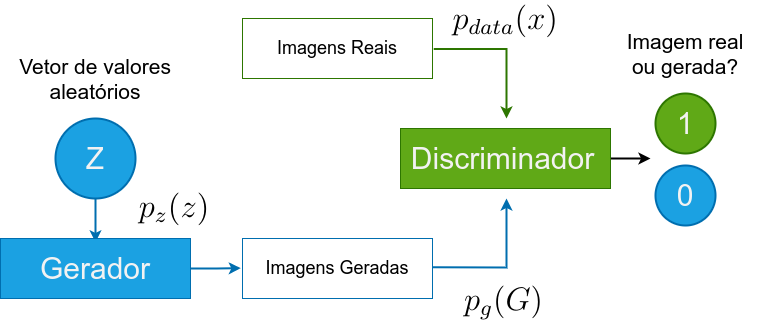 Vetor de valores
aleatórios
Z
p_z(z)
Gerador
Imagens Reais
p_{data}(x)
Imagens Geradas
p_g(G)
Discriminador
Imagem real
ou gerada?
1
0